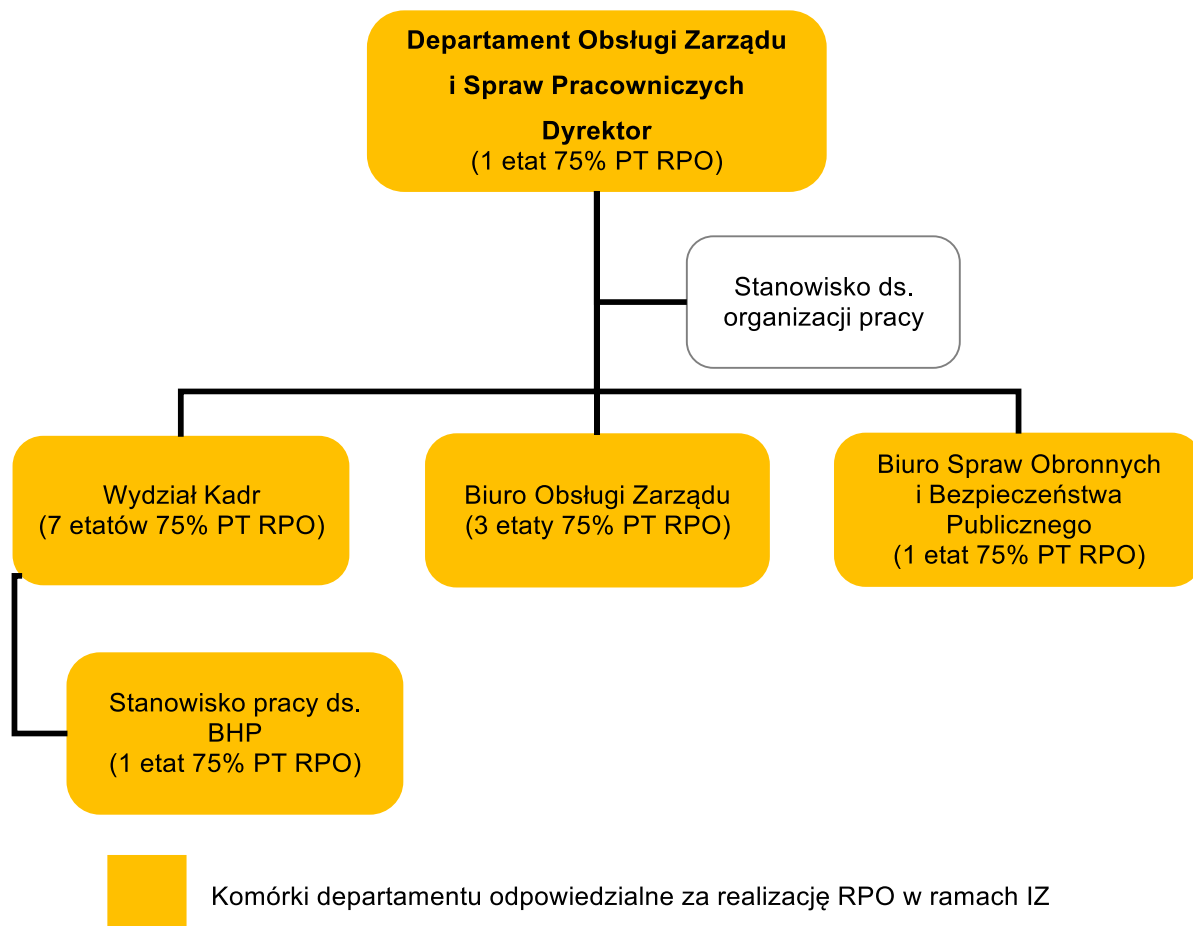 Departament Obsługi Zarządu
i Spraw Pracowniczych
Dyrektor
(1 etat 75% PT RPO)
Stanowisko ds.
organizacji pracy
Wydział Kadr
(7 etatów 75% PT RPO)
Biuro Obsługi Zarządu
(3 etaty 75% PT RPO)
Biuro Spraw Obronnych
i Bezpieczeństwa
Publicznego
(1 etat 75% PT RPO)
Stanowisko pracy ds.
BHP
(1 etat 75% PT RPO)
Komórki departamentu odpowiedzialne za realizację RPO w ramach IZ